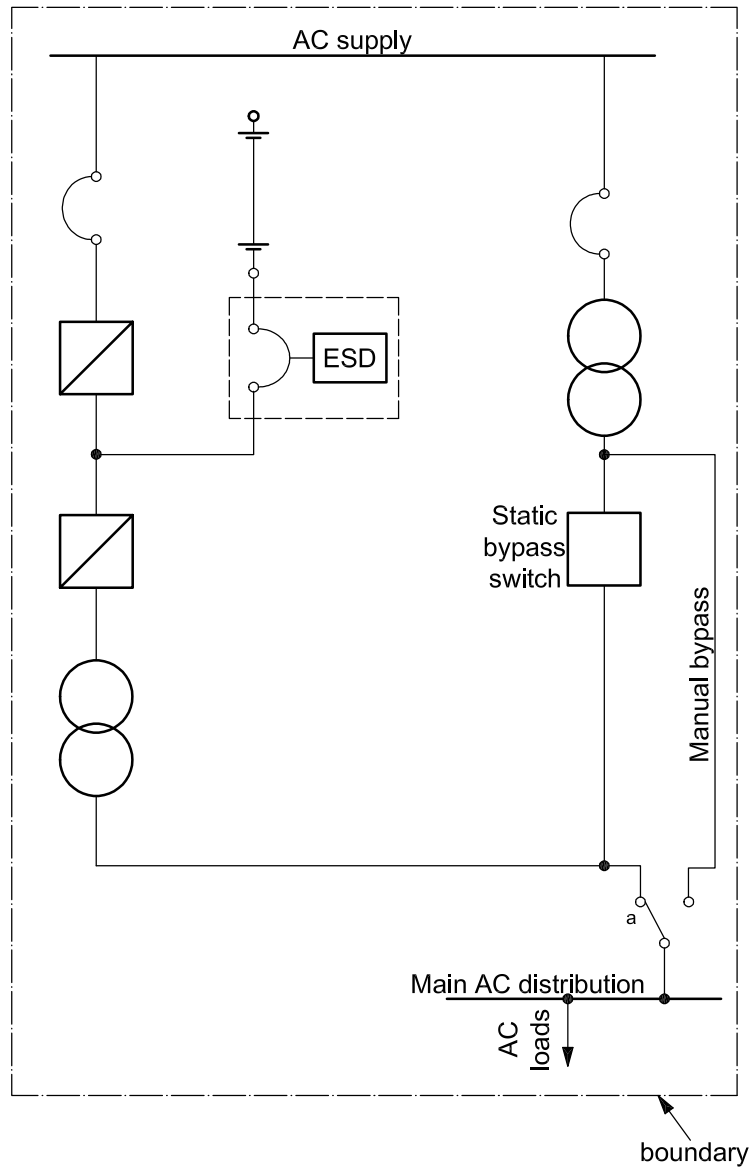 AC supply
ESD
Static
bypass
switch
Manual bypass
a
Main AC distribution
AC
loads
boundary